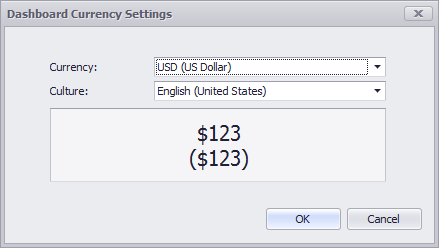 Dashboard Currency Settings
Currency: USD (US Dollar)
Culture: English (United States)
$123
($123)
OK Cancel